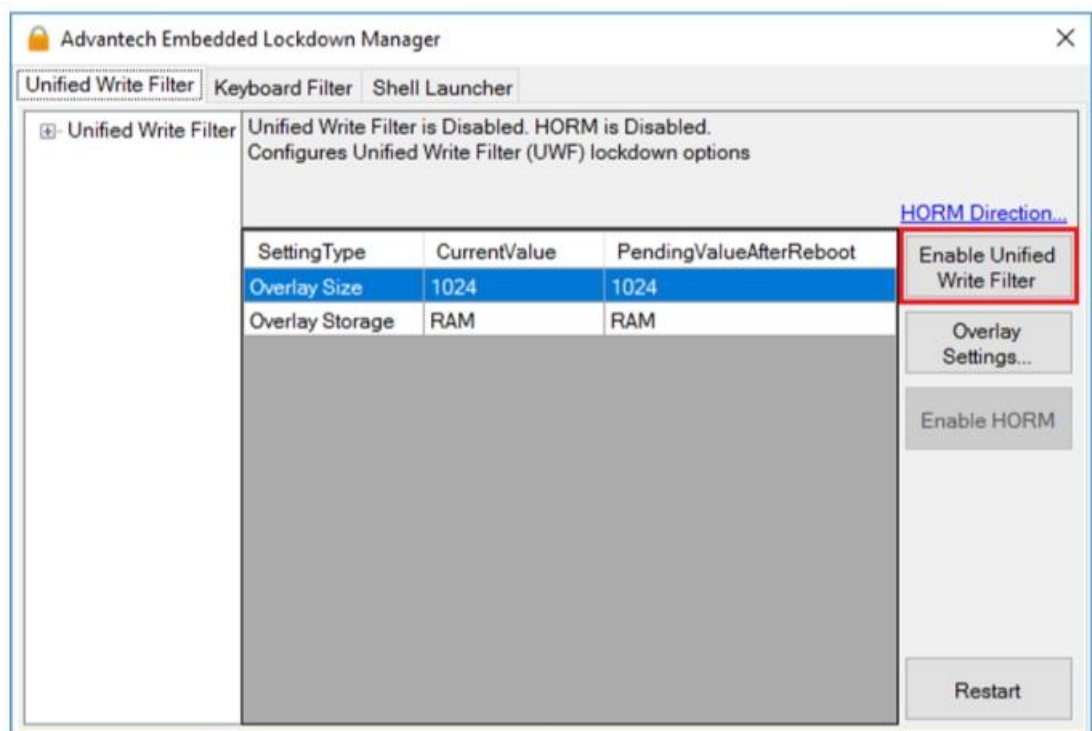 Advantech Embedded Lockdown Manager
Unified Write Filter Keyboard Filter Shell Launcher
Unified Write Filter
Unified Write Filter is Disabled. HORM is Disabled.
Configures Unified Write Filter (UWF) lockdown options
HORM Direction...
SettingType CurrentValue PendingValueAfterReboot
Overlay Size 1024 1024
Overlay Storage RAM RAM
Enable Unified
Write Filter
Overlay
Settings...
Enable HORM
Restart